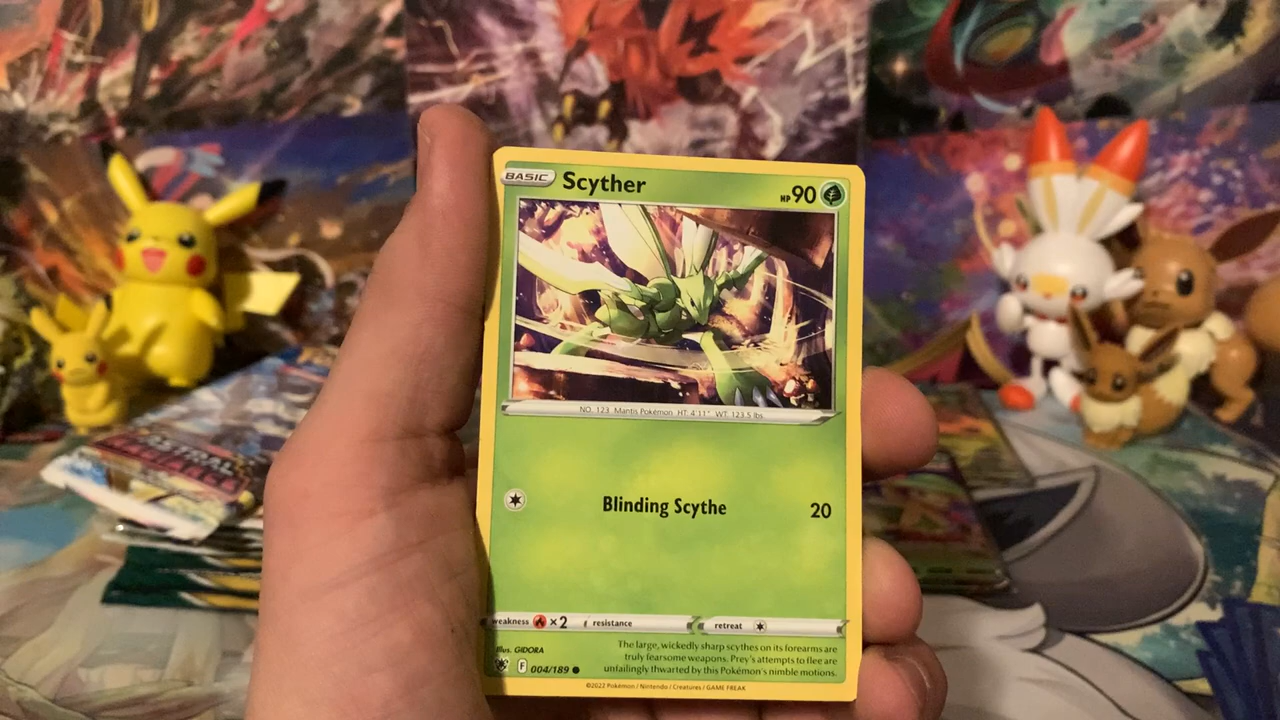 BASIC Scyther HP 90
NO. 123 Mantis Pokémon HT: 4'11" WT: 123.5 lbs
Blinding Scythe 20
weakness ×2 resistance retreat
Illus. GIDORA
The large, wickedly sharp scythes on its forearms are
truly fearsome weapons. Prey's attempts to flee are
unfailingly thwarted by this Pokémon's nimble motions.
F 004/189
©2022 Pokémon / Nintendo / Creatures / GAME FREAK
ASTRAL
RADIANCE